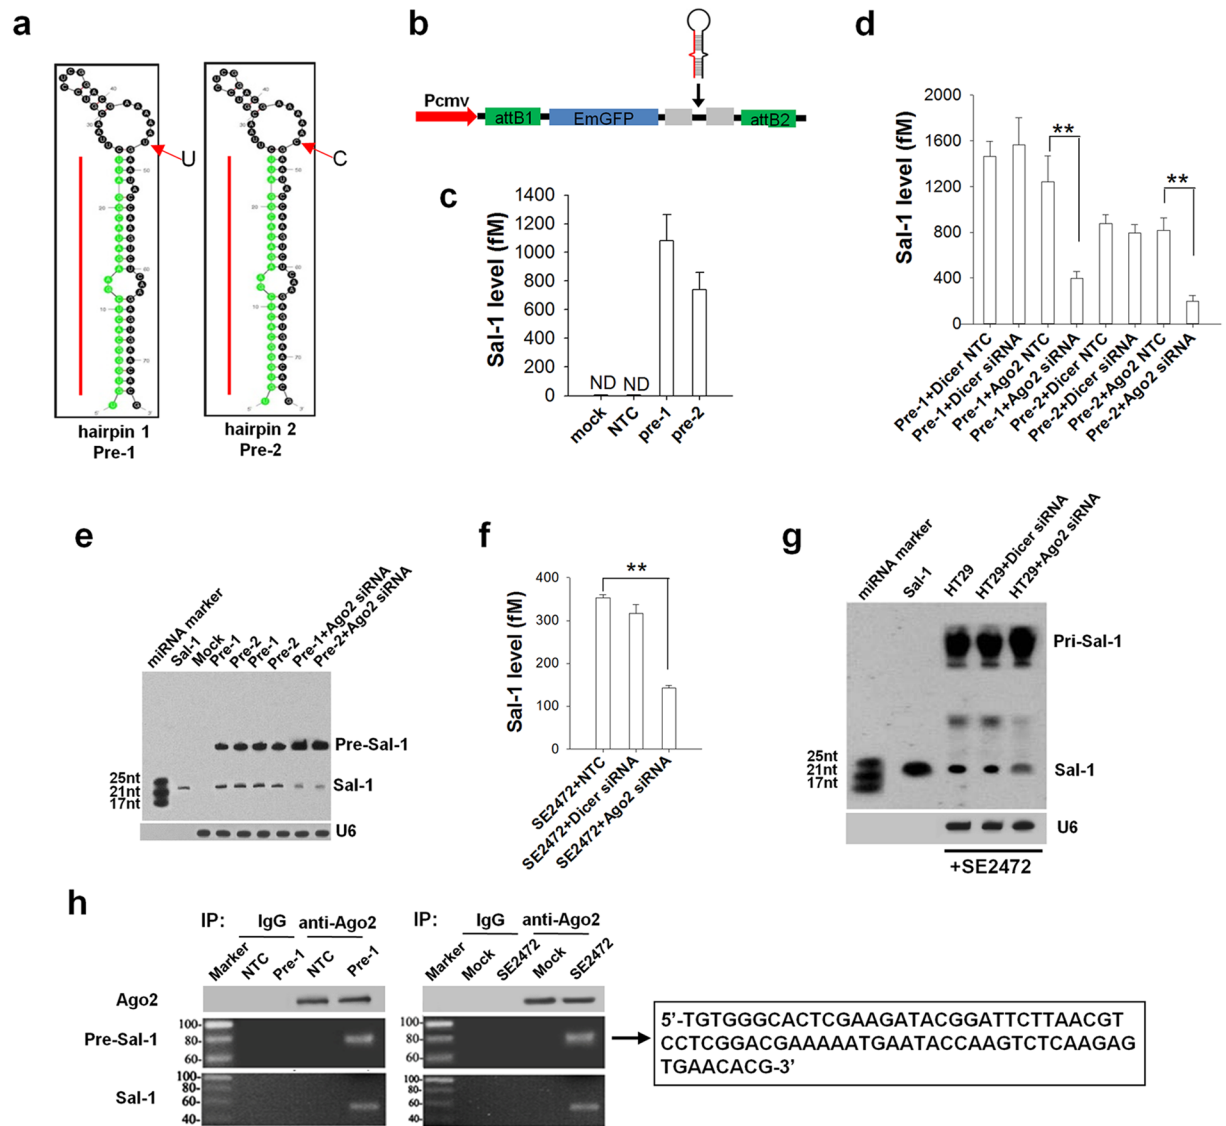 a
U
C
hairpin 1
Pre-1
hairpin 2
Pre-2
b
Pcmv
attB1
EmGFP
attB2
c
Sal-1 level (fM)
1400
1200
1000
800
600
400
200
0
ND
ND
mock
NTC
pre-1
pre-2
d
Sal-1 level (fM)
2000
1600
1200
800
400
0
**
**
Pre-1+Dicer NTC
Pre-1+Dicer siRNA
Pre-1+Ago2 NTC
Pre-1+Ago2 siRNA
Pre-2+Dicer NTC
Pre-2+Dicer siRNA
Pre-2+Ago2 NTC
Pre-2+Ago2 siRNA
e
miRNA marker
Sal-1
Mock
Pre-1
Pre-2
Pre-1
Pre-2
Pre-1+Ago2 siRNA
Pre-2+Ago2 siRNA
Pre-Sal-1
25nt
21nt
17nt
Sal-1
U6
f
Sal-1 level (fM)
400
300
200
100
0
**
SE2472+NTC
SE2472+Dicer siRNA
SE2472+Ago2 siRNA
g
miRNA marker
Sal-1
HT29
HT29+Dicer siRNA
HT29+Ago2 siRNA
Pri-Sal-1
25nt
21nt
17nt
Sal-1
U6
+SE2472
h
IP:
IgG
anti-Ago2
Marker
NTC
Pre-1
NTC
Pre-1
IP:
IgG
anti-Ago2
Marker
Mock
SE2472
Mock
SE2472
Ago2
Pre-Sal-1
100-
80-
60-
100-
80-
60-
Sal-1
100-
80-
60-
40-
100-
80-
60-
40-
5'-TGTGGGCACTCGAAGATACGGATTCTTAACGT
CCTCGGACGAAAAATGAATACCAAGTCTCAAGAG
TGAACACG-3'